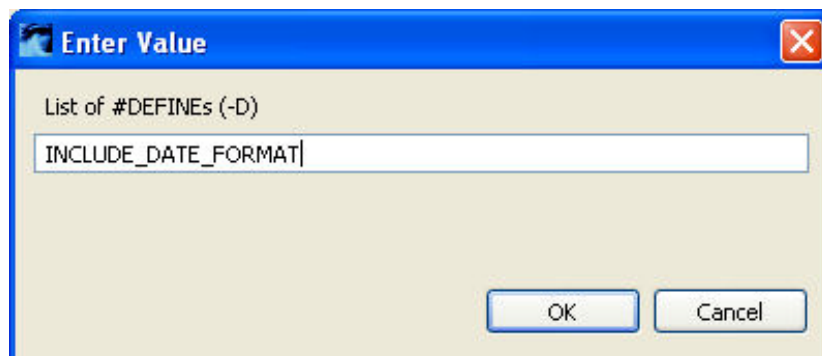 Enter Value
List of #DEFINEs (-D)
INCLUDE_DATE_FORMAT
OK Cancel